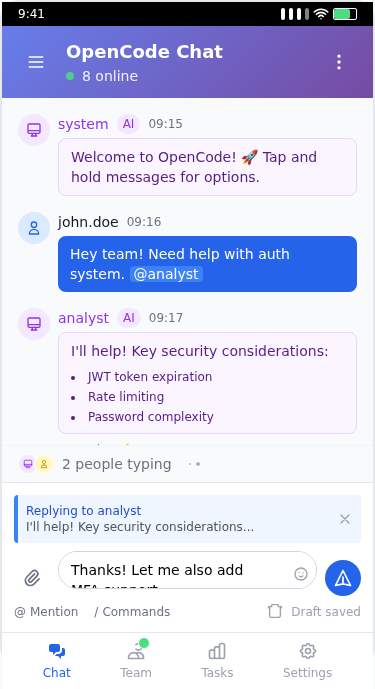 9:41
OpenCode Chat
8 online
system AI 09:15
Welcome to OpenCode! 🚀 Tap and
hold messages for options.
john.doe 09:16
Hey team! Need help with auth
system. @analyst
analyst AI 09:17
I'll help! Key security considerations:
• JWT token expiration
• Rate limiting
• Password complexity
2 people typing
Replying to analyst
I'll help! Key security considerations...
Thanks! Let me also add
MFA support
@ Mention / Commands Draft saved
Chat Team Tasks Settings